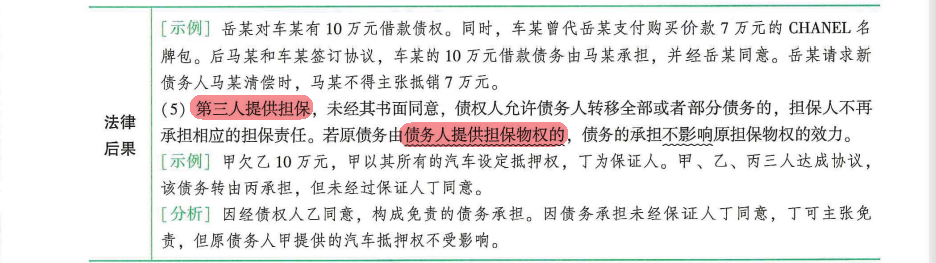 [示例] 岳某对车某有 10 万元借款债权。同时，车某曾代岳某支付购买价款 7 万元的 CHANEL 名
牌包。后马某和车某签订协议，车某的 10 万元借款债务由马某承担，并经岳某同意。岳某请求新
债务人马某清偿时，马某不得主张抵销 7 万元。
(5) 第三人提供担保，未经其书面同意，债权人允许债务人转移全部或者部分债务的，担保人不再
承担相应的担保责任。若原债务由债务人提供担保物权的，债务的承担不影响原担保物权的效力。
法律
后果
[示例] 甲欠乙 10 万元，甲以其所有的汽车设定抵押权，丁为保证人。甲、乙、丙三人达成协议，
该债务转由丙承担，但未经过保证人丁同意。
[分析] 因经债权人乙同意，构成免责的债务承担。因债务承担未经保证人丁同意，丁可主张免
责，但原债务人甲提供的汽车抵押权不受影响。